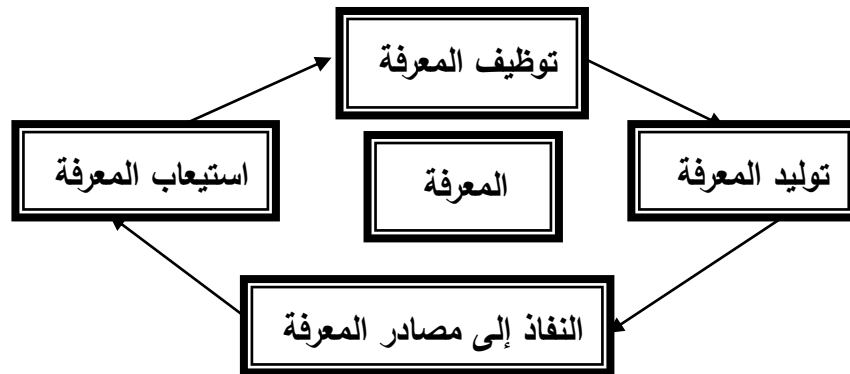 توظيف المعرفة
توليد المعرفة
المعرفة
استيعاب المعرفة
النفاذ إلى مصادر المعرفة